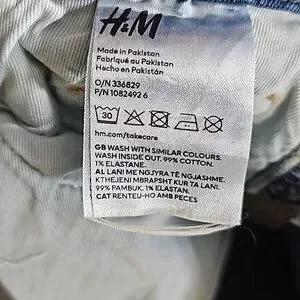 H&M
Made in Pakistan
Fabriqué au Pakistan
Hecho en Pakistán
O/N 336829
P/N 1082492 6
30
hm.com/takecare
GB WASH WITH SIMILAR COLOURS.
WASH INSIDE OUT. 99% COTTON.
1% ELASTANE.
AL LANI ME NGJYRA TË NGJASHME.
KTHEJENI MBRAPSHT KUR TA LANI.
99% PAMBUK. 1% ELASTAN.
CAT RENTEU-HO AMB PECES